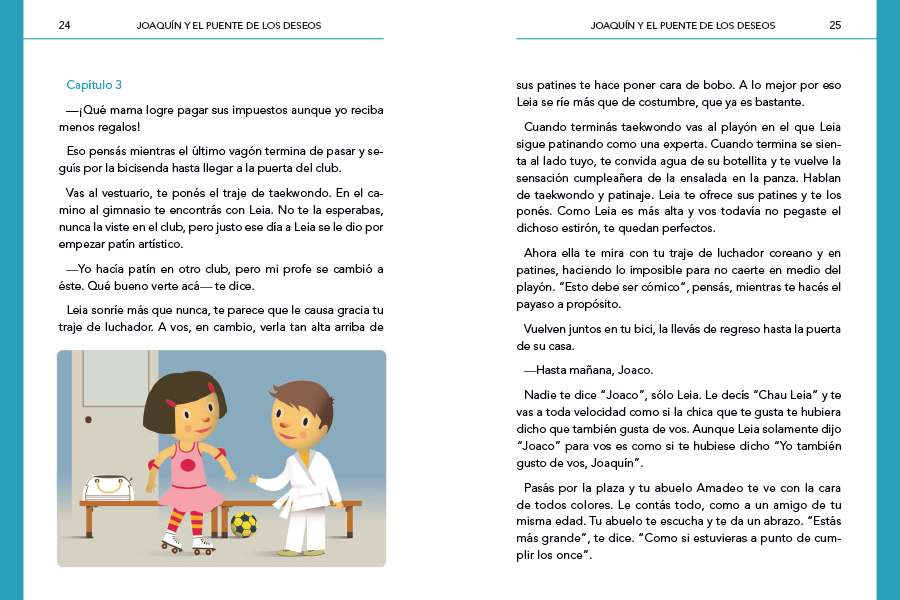 24 JOAQUÍN Y EL PUENTE DE LOS DESEOS
Capítulo 3
—¡Qué mama logre pagar sus impuestos aunque yo reciba
menos regalos!
Eso pensás mientras el último vagón termina de pasar y se-
guís por la bicisenda hasta llegar a la puerta del club.
Vas al vestuario, te ponés el traje de taekwondo. En el ca-
mino al gimnasio te encontrás con Leia. No te la esperabas,
nunca la viste en el club, pero justo ese día a Leia se le dio por
empezar patín artístico.
—Yo hacía patín en otro club, pero mi profe se cambió a
éste. Qué bueno verte acá— te dice.
Leia sonríe más que nunca, te parece que le causa gracia tu
traje de luchador. A vos, en cambio, verla tan alta arriba de
JOAQUÍN Y EL PUENTE DE LOS DESEOS 25
sus patines te hace poner cara de bobo. A lo mejor por eso
Leia se ríe más que de costumbre, que ya es bastante.
Cuando terminás taekwondo vas al playón en el que Leia
sigue patinando como una experta. Cuando termina se sien-
ta al lado tuyo, te convida agua de su botellita y te vuelve la
sensación cumpleañera de la ensalada en la panza. Hablan
de taekwondo y patinaje. Leia te ofrece sus patines y te los
ponés. Como Leia es más alta y vos todavía no pegaste el
dichoso estirón, te quedan perfectos.
Ahora ella te mira con tu traje de luchador coreano y en
patines, haciendo lo imposible para no caerte en medio del
playón. “Esto debe ser cómico”, pensás, mientras te hacés el
payaso a propósito.
Vuelven juntos en tu bici, la llevás de regreso hasta la puerta
de su casa.
—Hasta mañana, Joaco.
Nadie te dice “Joaco”, sólo Leia. Le decís “Chau Leia” y te
vas a toda velocidad como si la chica que te gusta te hubiera
dicho que también gusta de vos. Aunque Leia solamente dijo
“Joaco” para vos es como si te hubiese dicho “Yo también
gusto de vos, Joaquín”.
Pasás por la plaza y tu abuelo Amadeo te ve con la cara
de todos colores. Le contás todo, como a un amigo de tu
misma edad. Tu abuelo te escucha y te da un abrazo. “Estás
más grande”, te dice. “Como si estuvieras a punto de cum-
plir los once”.